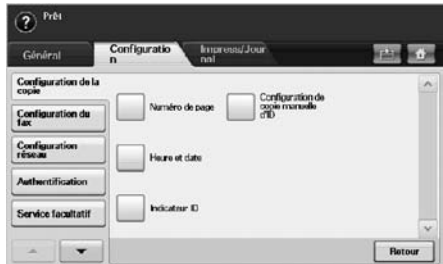 Prêt
Général
Configuratio
n
Impress/Jour
nal
Configuration de la
copie
Configuration du
fax
Configuration
réseau
Authentification
Service facultatif
Numéro de page
Configuration de
copie manuelle
d'ID
Heure et date
Indicateur ID
Retour